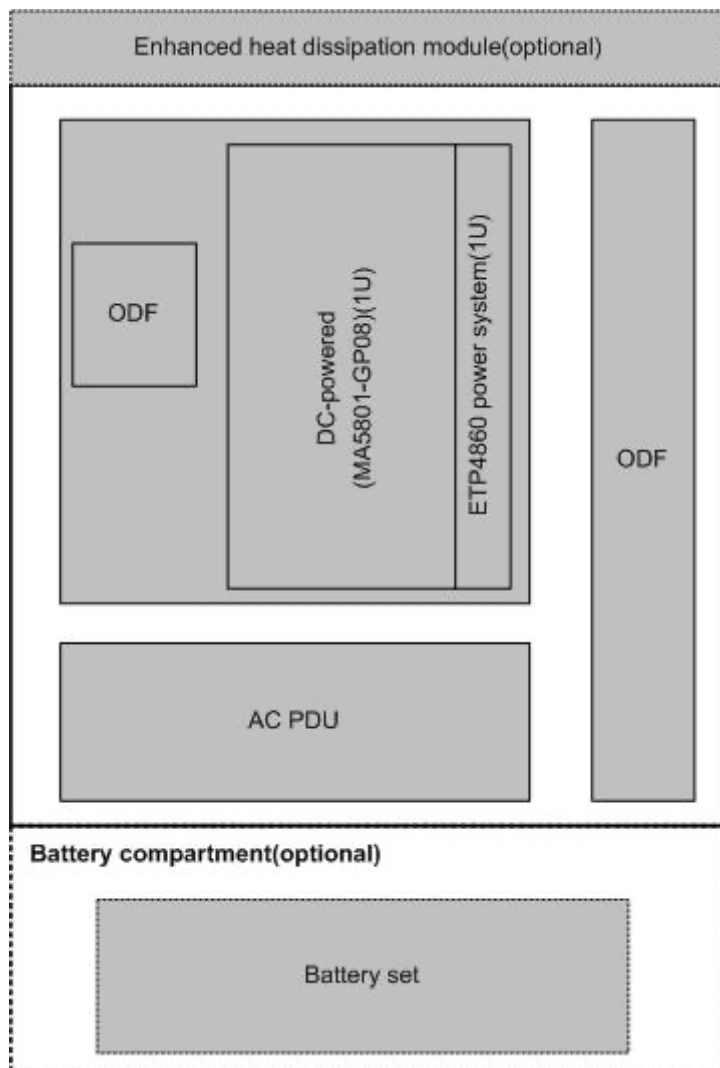 Enhanced heat dissipation module(optional)
ODF
DC-powered
(MA5801-GP08)(1U)
ETP4860 power system(1U)
ODF
AC PDU
Battery compartment(optional)
Battery set